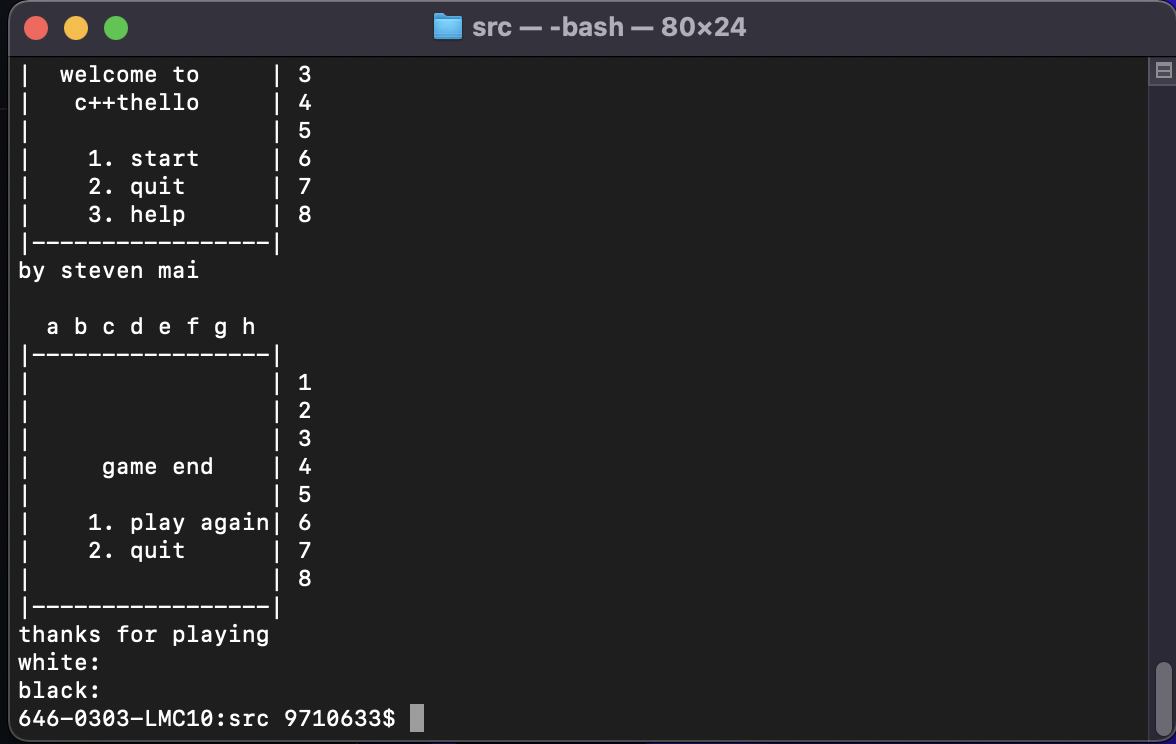 src — -bash — 80×24
|  welcome to     | 3
|   c++thello     | 4
|                 | 5
|    1. start     | 6
|    2. quit      | 7
|    3. help      | 8
|-----------------|
by steven mai

  a b c d e f g h
|-----------------|
|                 | 1
|                 | 2
|                 | 3
|     game end    | 4
|                 | 5
|    1. play again| 6
|    2. quit      | 7
|                 | 8
|-----------------|
thanks for playing
white:
black:
646-0303-LMC10:src 9710633$